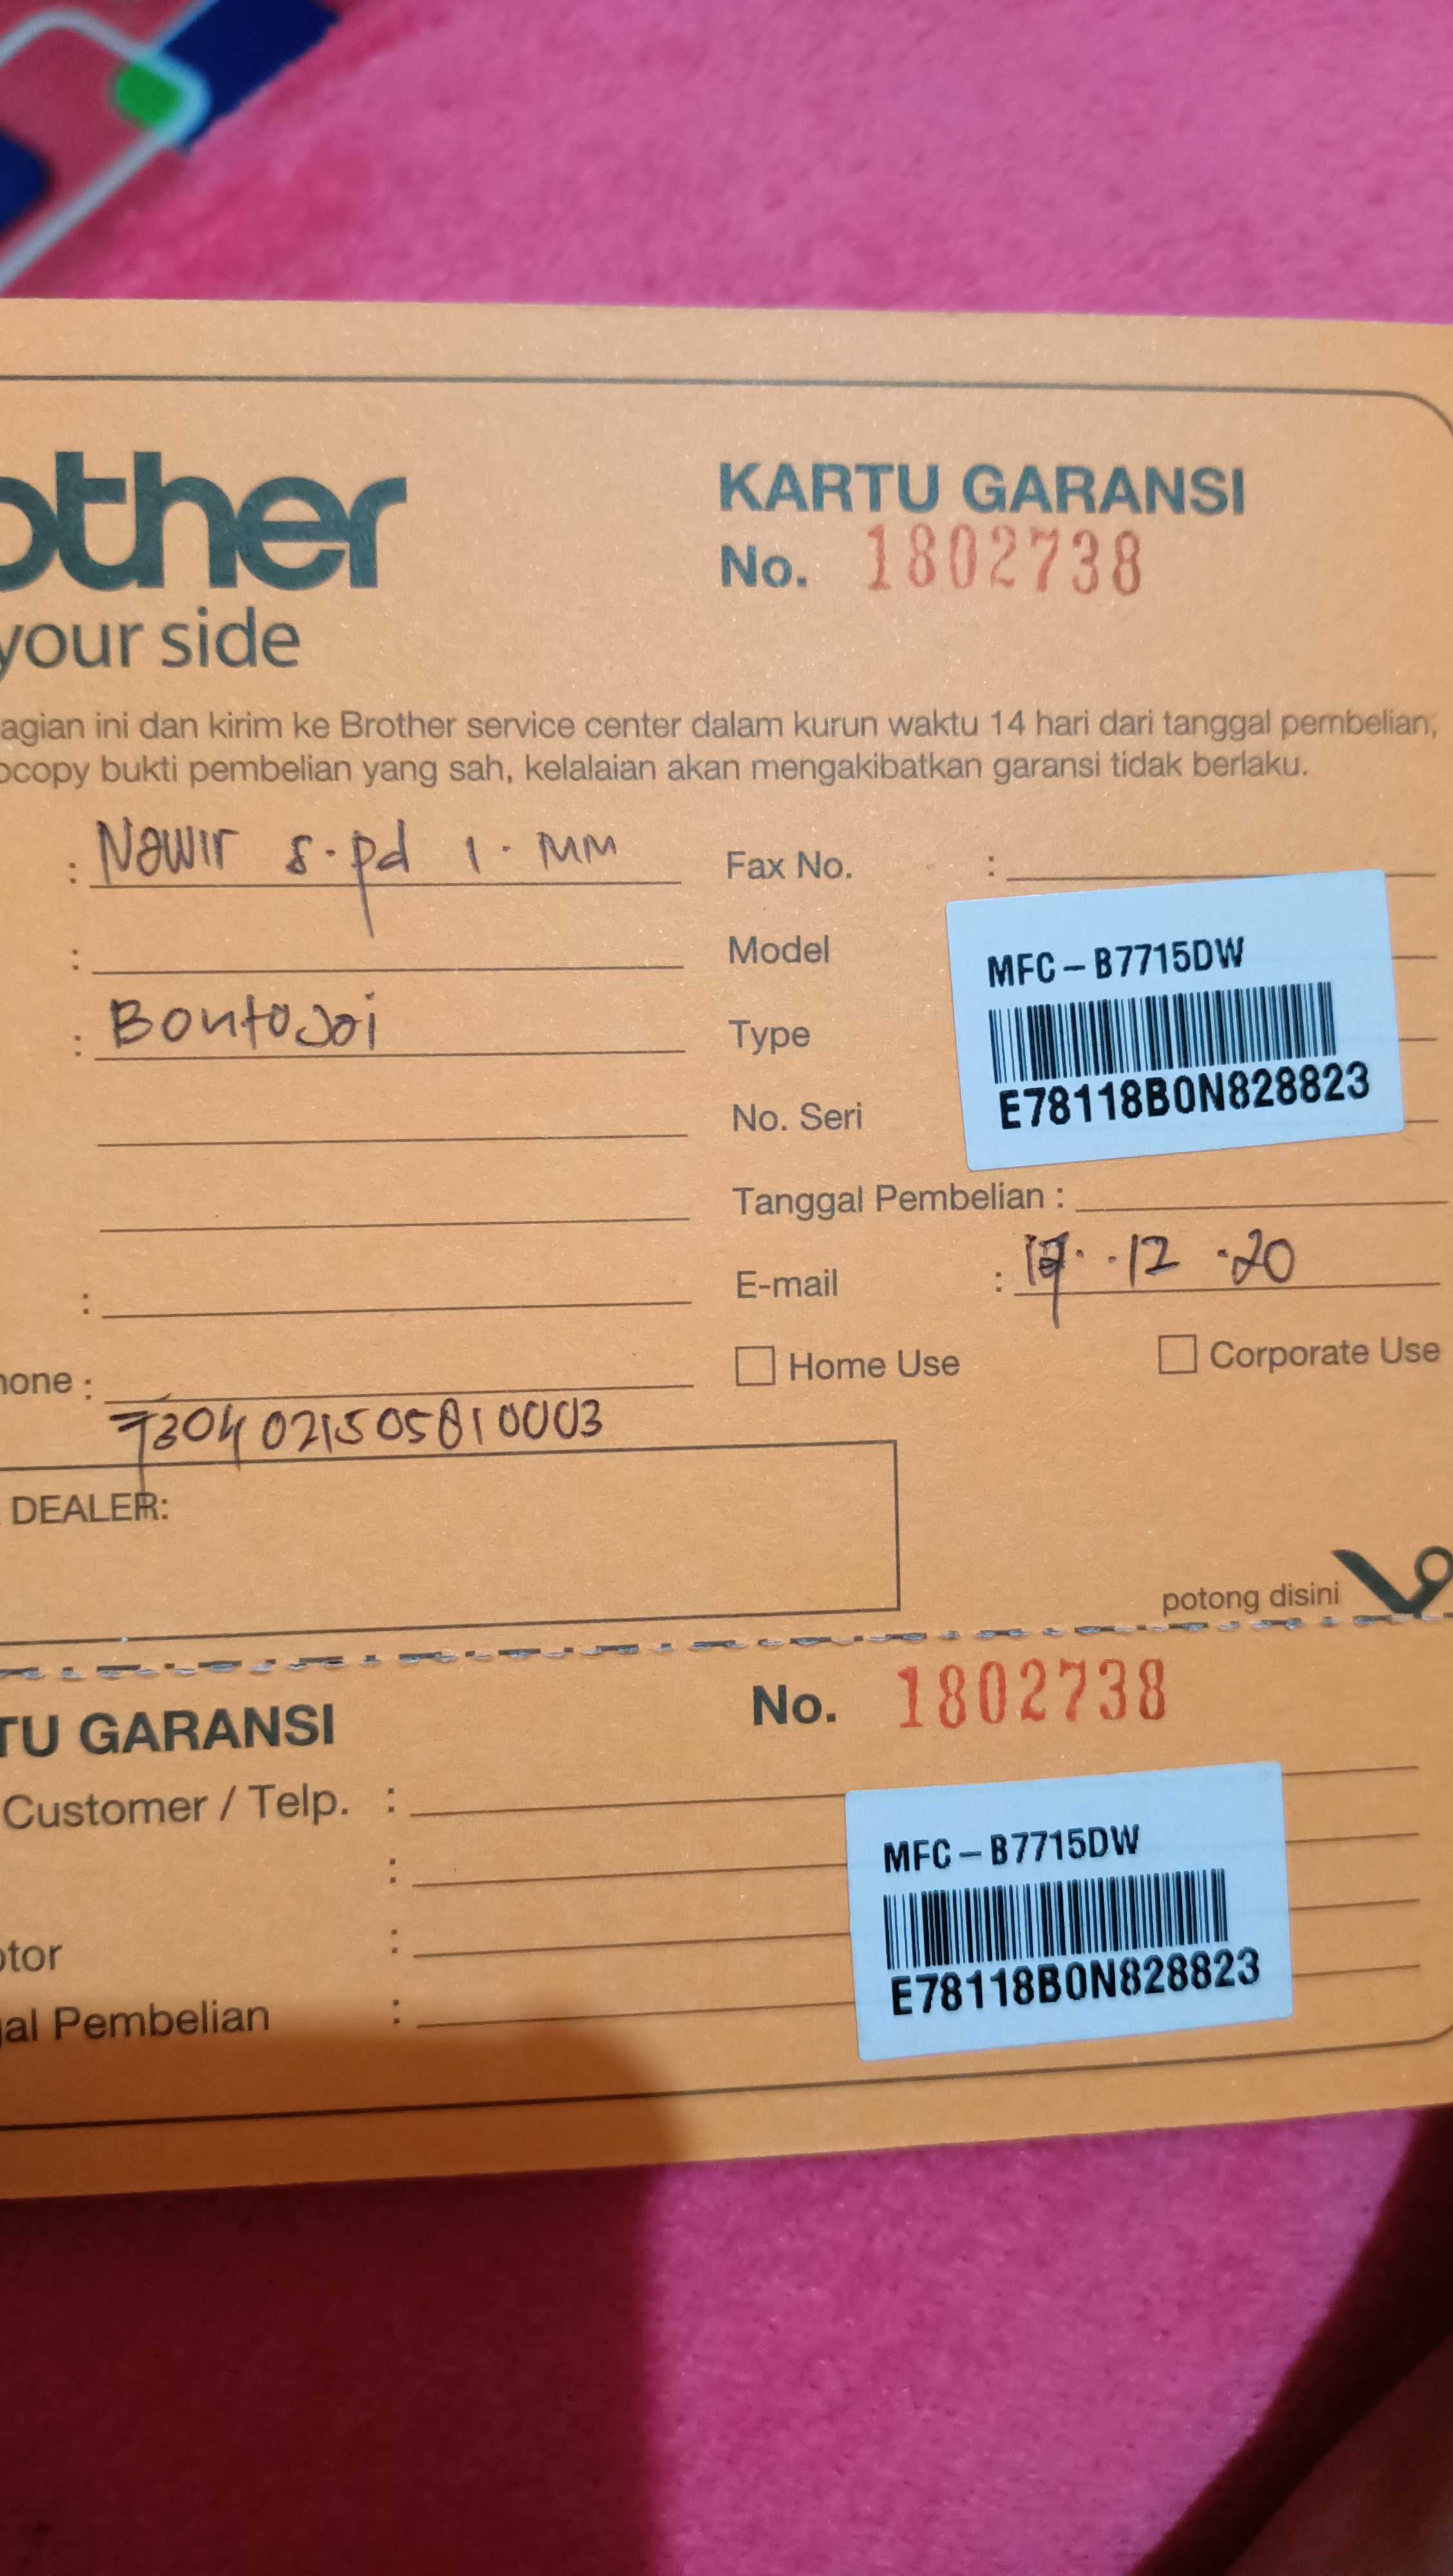 other
KARTU GARANSI
No. 1802738
your side
agian ini dan kirim ke Brother service center dalam kurun waktu 14 hari dari tanggal pembelian,
ocopy bukti pembelian yang sah, kelalaian akan mengakibatkan garansi tidak berlaku.
: Nawir S.pd 1. MM
Fax No. :
:
Model
MFC-B7715DW
: Bontojai
Type
E78118B0N828823
No. Seri
Tanggal Pembelian :
:
E-mail : 17. .12 .20
hone :
Home Use
Corporate Use
7304021505810003
DEALER:
potong disini
TU GARANSI
No. 1802738
Customer / Telp. :
:
MFC-B7715DW
otor :
E78118B0N828823
gal Pembelian :